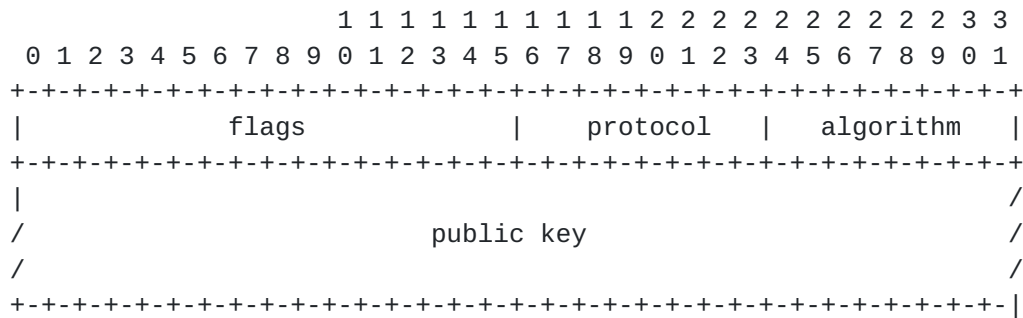 1 1 1 1 1 1 1 1 1 1 2 2 2 2 2 2 2 2 2 2 3 3
 0 1 2 3 4 5 6 7 8 9 0 1 2 3 4 5 6 7 8 9 0 1 2 3 4 5 6 7 8 9 0 1
+-+-+-+-+-+-+-+-+-+-+-+-+-+-+-+-+-+-+-+-+-+-+-+-+-+-+-+-+-+-+-+-+
|             flags             |    protocol   |   algorithm   |
+-+-+-+-+-+-+-+-+-+-+-+-+-+-+-+-+-+-+-+-+-+-+-+-+-+-+-+-+-+-+-+-+
|                                                               /
/                          public key                           /
/                                                               /
+-+-+-+-+-+-+-+-+-+-+-+-+-+-+-+-+-+-+-+-+-+-+-+-+-+-+-+-+-+-+-+-|